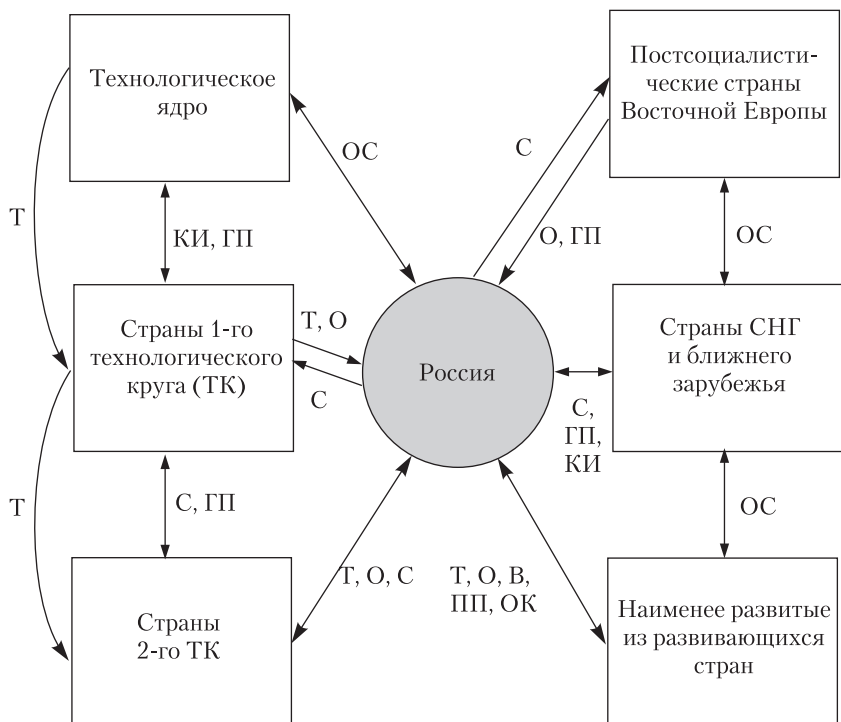 Технологическое
ядро
Постсоциалисти-
ческие страны
Восточной Европы
ОС
С
Т
КИ, ГП
О, ГП
ОС
Страны 1-го
технологического
круга (ТК)
Т, О
С
Россия
Страны СНГ
и ближнего
зарубежья
С,
ГП,
КИ
Т
С, ГП
ОС
Т, О, С
Т, О, В,
ПП, ОК
Страны
2-го ТК
Наименее развитые
из развивающихся
стран